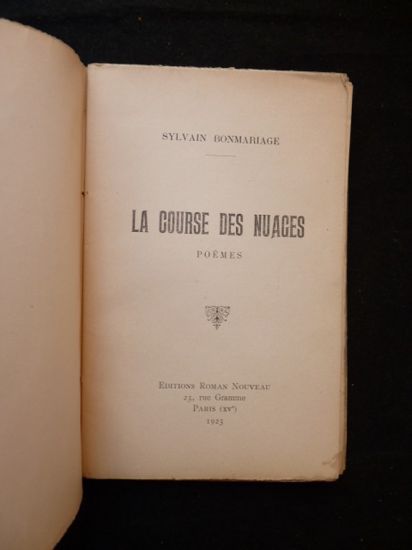 SYLVAIN BONMARIAGE
LA COURSE DES NUAGES
POÈMES
EDITIONS ROMAN NOUVEAU
23, rue Gramme
PARIS (XVᵉ)
1925